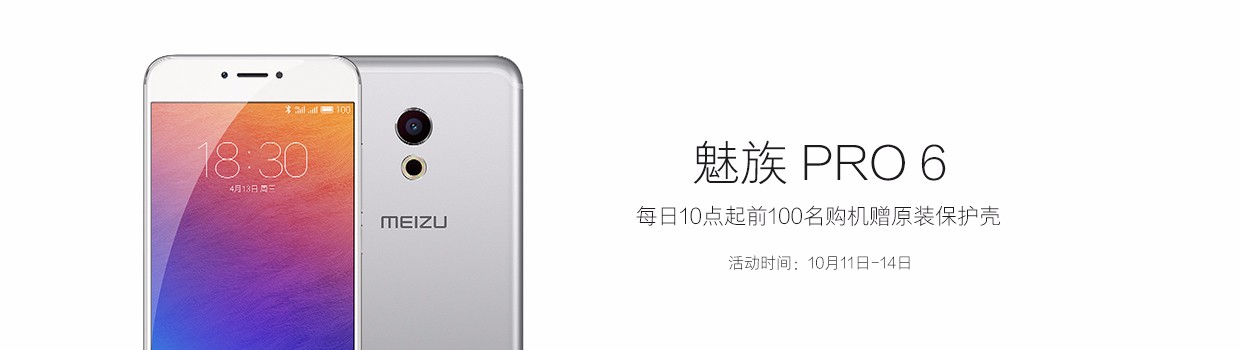 100
18:30
4月13日 周三
MEIZU
魅族 PRO 6
每日10点起前100名购机赠原装保护壳
活动时间：10月11日-14日